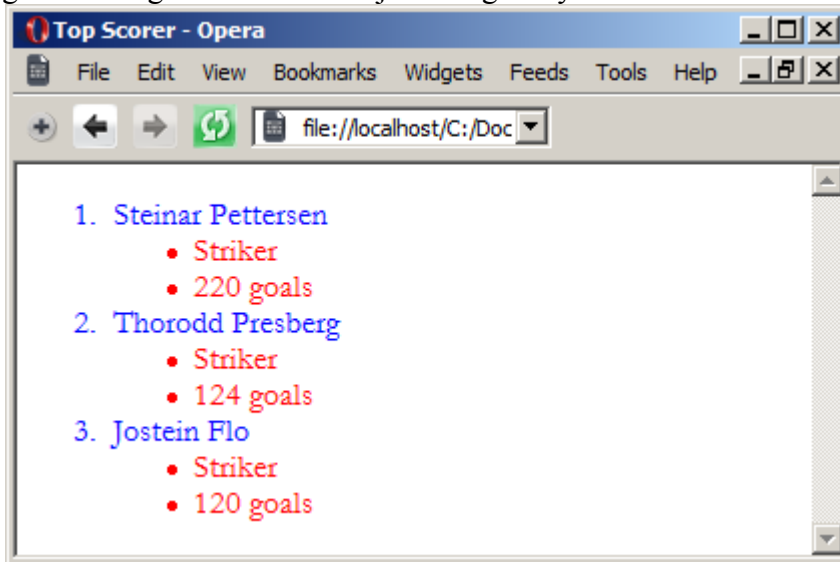 Top Scorer - Opera
File Edit View Bookmarks Widgets Feeds Tools Help
file://localhost/C:/Doc
1. Steinar Pettersen
• Striker
• 220 goals
2. Thorodd Presberg
• Striker
• 124 goals
3. Jostein Flo
• Striker
• 120 goals